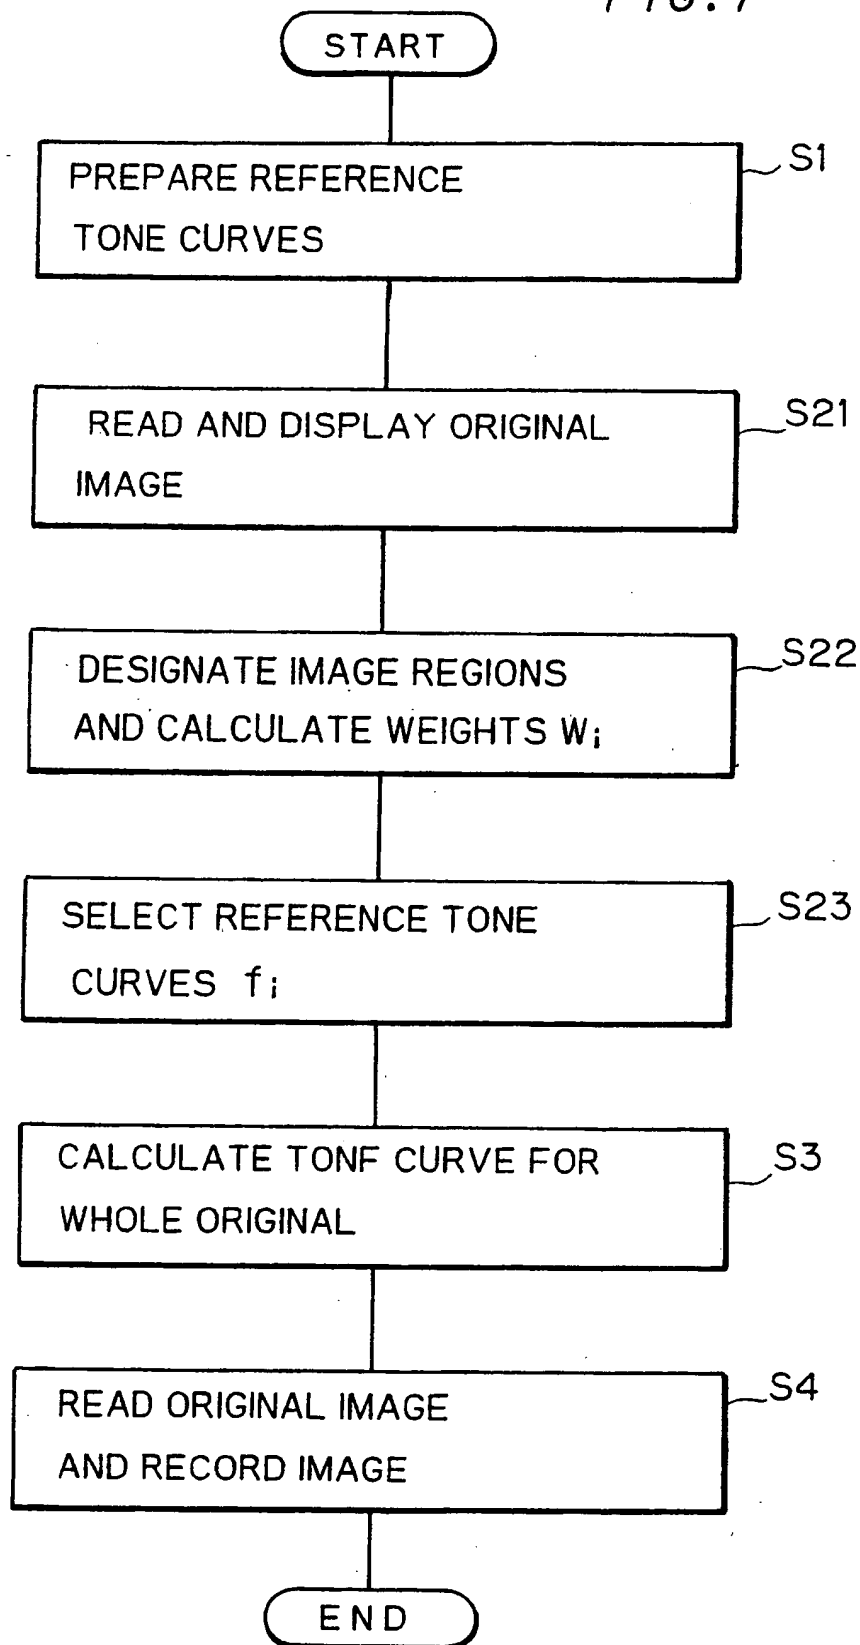 START
PREPARE REFERENCE
TONE CURVES
S1
READ AND DISPLAY ORIGINAL
IMAGE
S21
DESIGNATE IMAGE REGIONS
AND CALCULATE WEIGHTS Wi
S22
SELECT REFERENCE TONE
CURVES fi
S23
CALCULATE TONF CURVE FOR
WHOLE ORIGINAL
S3
READ ORIGINAL IMAGE
AND RECORD IMAGE
S4
END